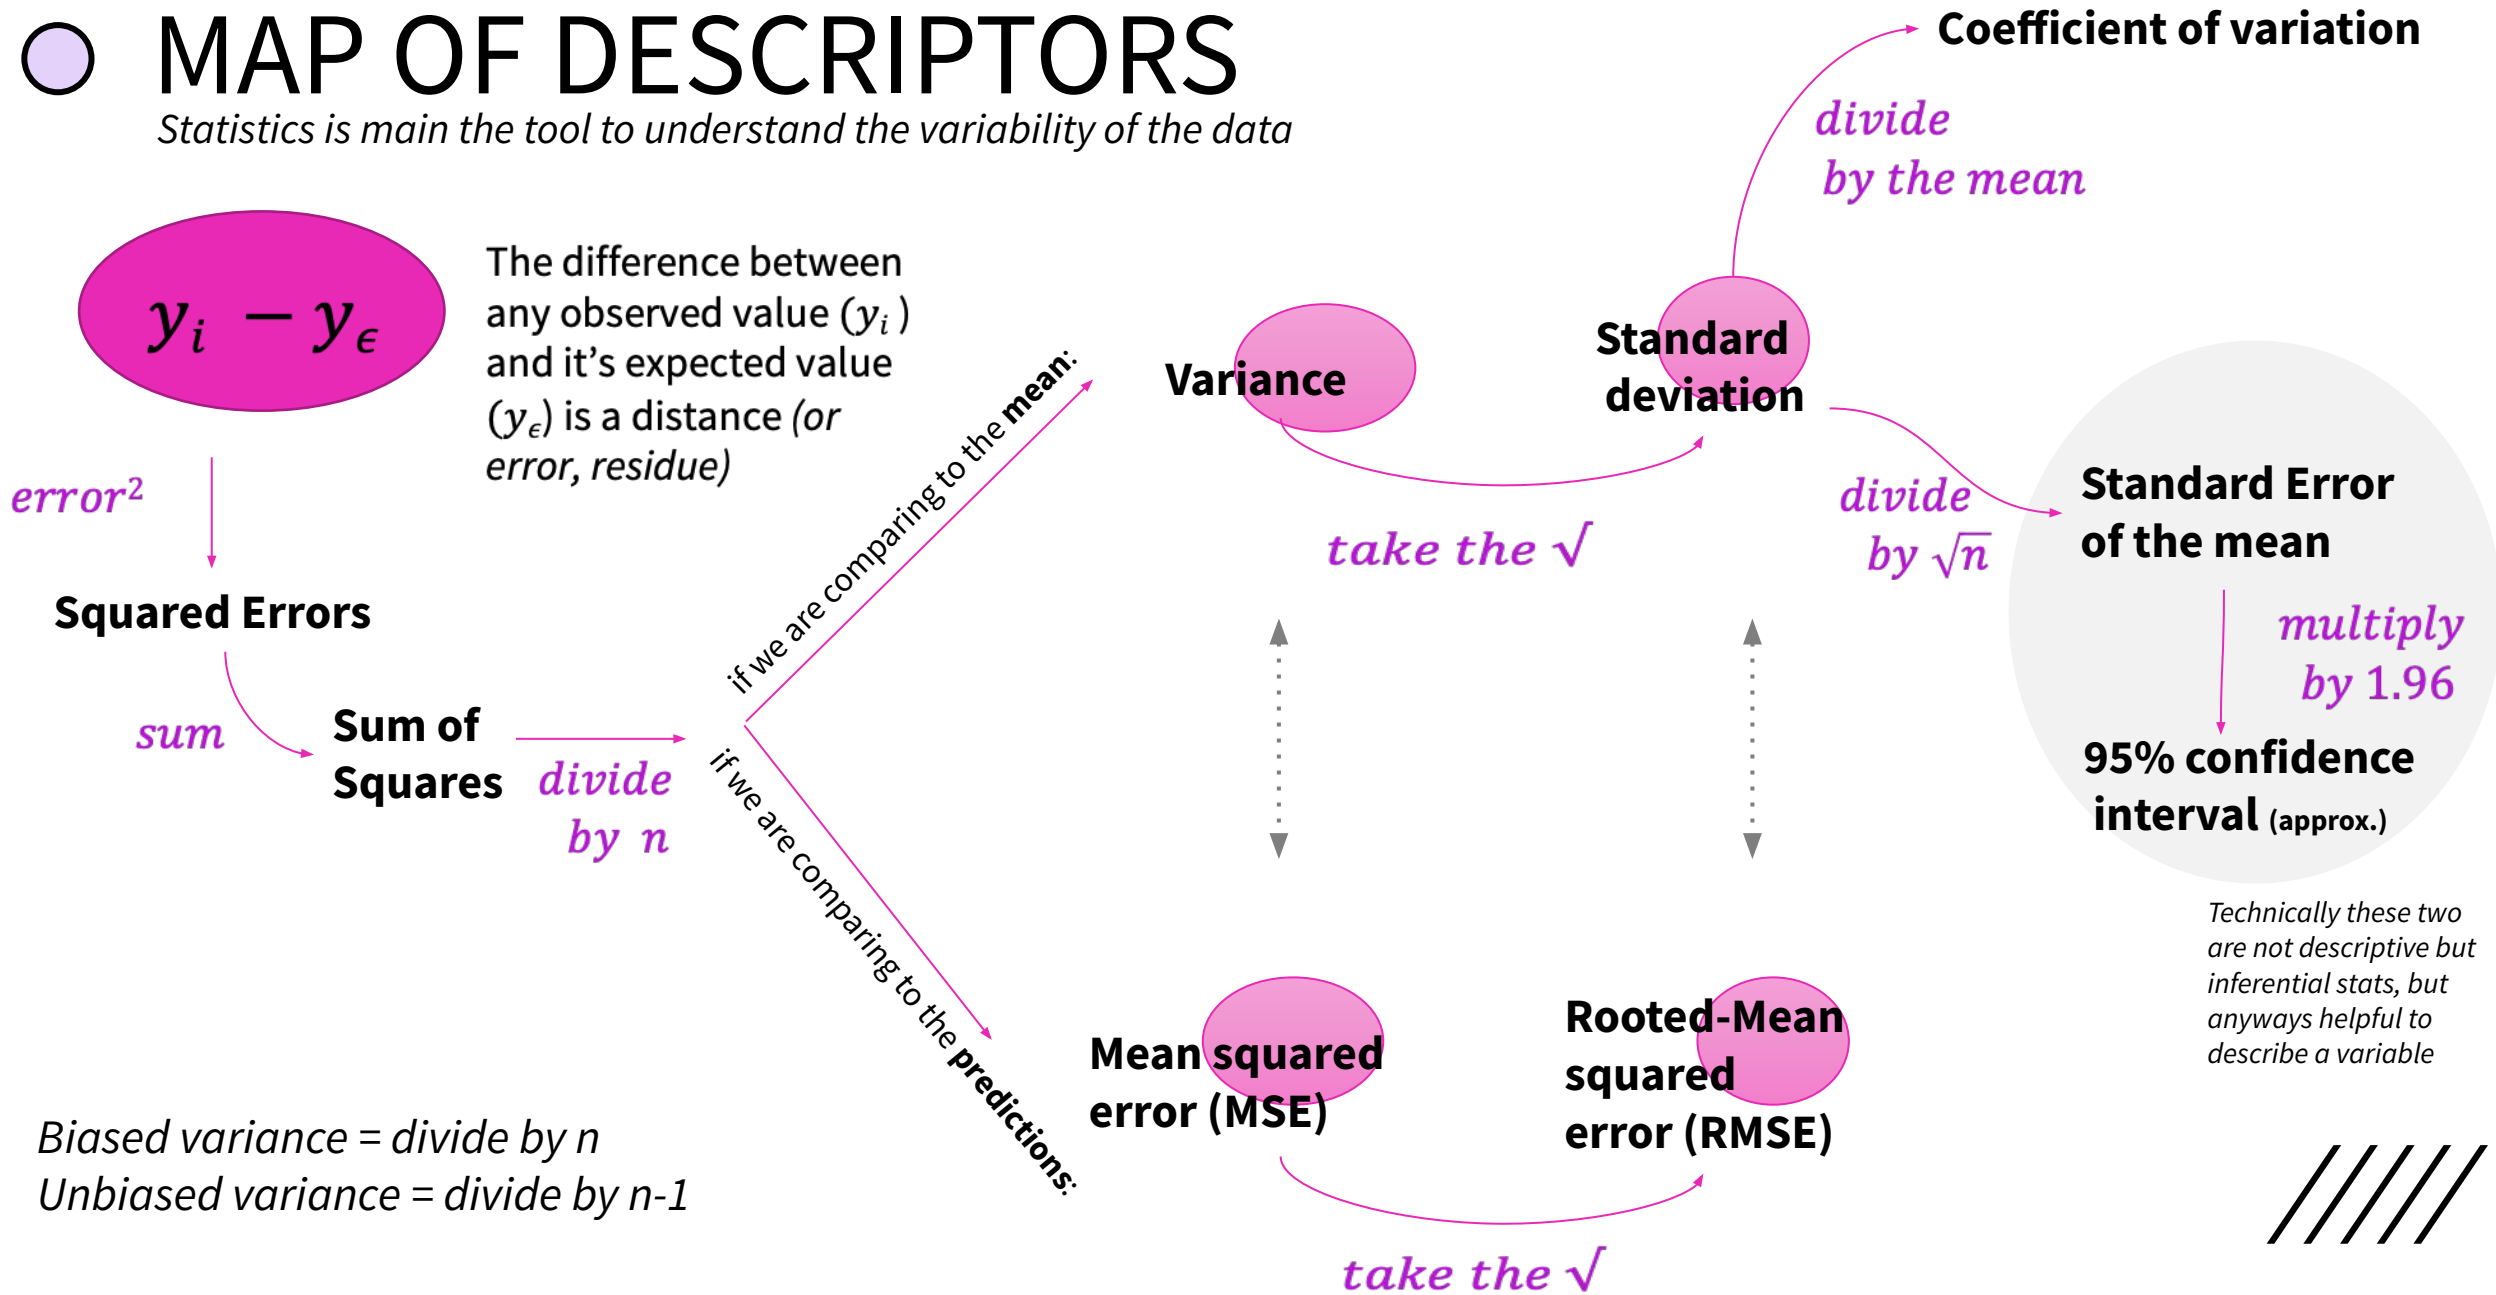 MAP OF DESCRIPTORS
Statistics is main the tool to understand the variability of the data
y_i − y_ϵ
The difference between
any observed value (y_i )
and it's expected value
(y_ϵ) is a distance (or
error, residue)
error²
Squared Errors
sum
Sum of
Squares
divide
by n
if we are comparing to the mean:
if we are comparing to the predictions:
Variance
take the √
Standard
deviation
divide
by the mean
Coefficient of variation
divide
by √n
Standard Error
of the mean
multiply
by 1.96
95% confidence
interval (approx.)
Technically these two
are not descriptive but
inferential stats, but
anyways helpful to
describe a variable
Mean squared
error (MSE)
take the √
Rooted-Mean
squared
error (RMSE)
Biased variance = divide by n
Unbiased variance = divide by n-1